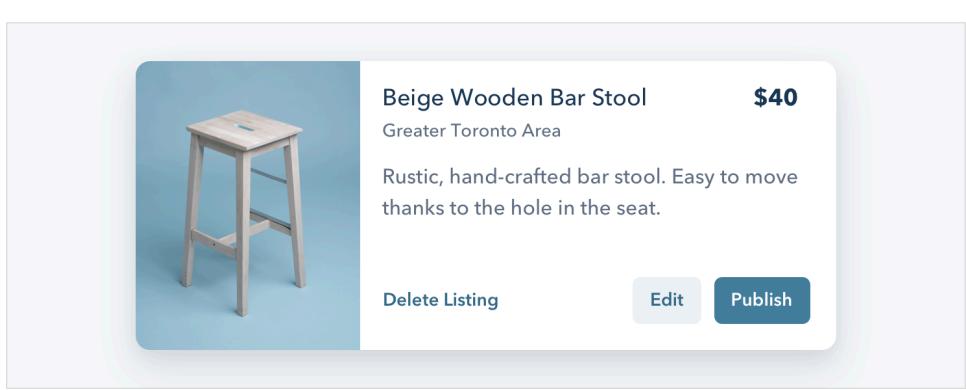 Beige Wooden Bar Stool
$40
Greater Toronto Area
Rustic, hand-crafted bar stool. Easy to move
thanks to the hole in the seat.
Delete Listing
Edit
Publish